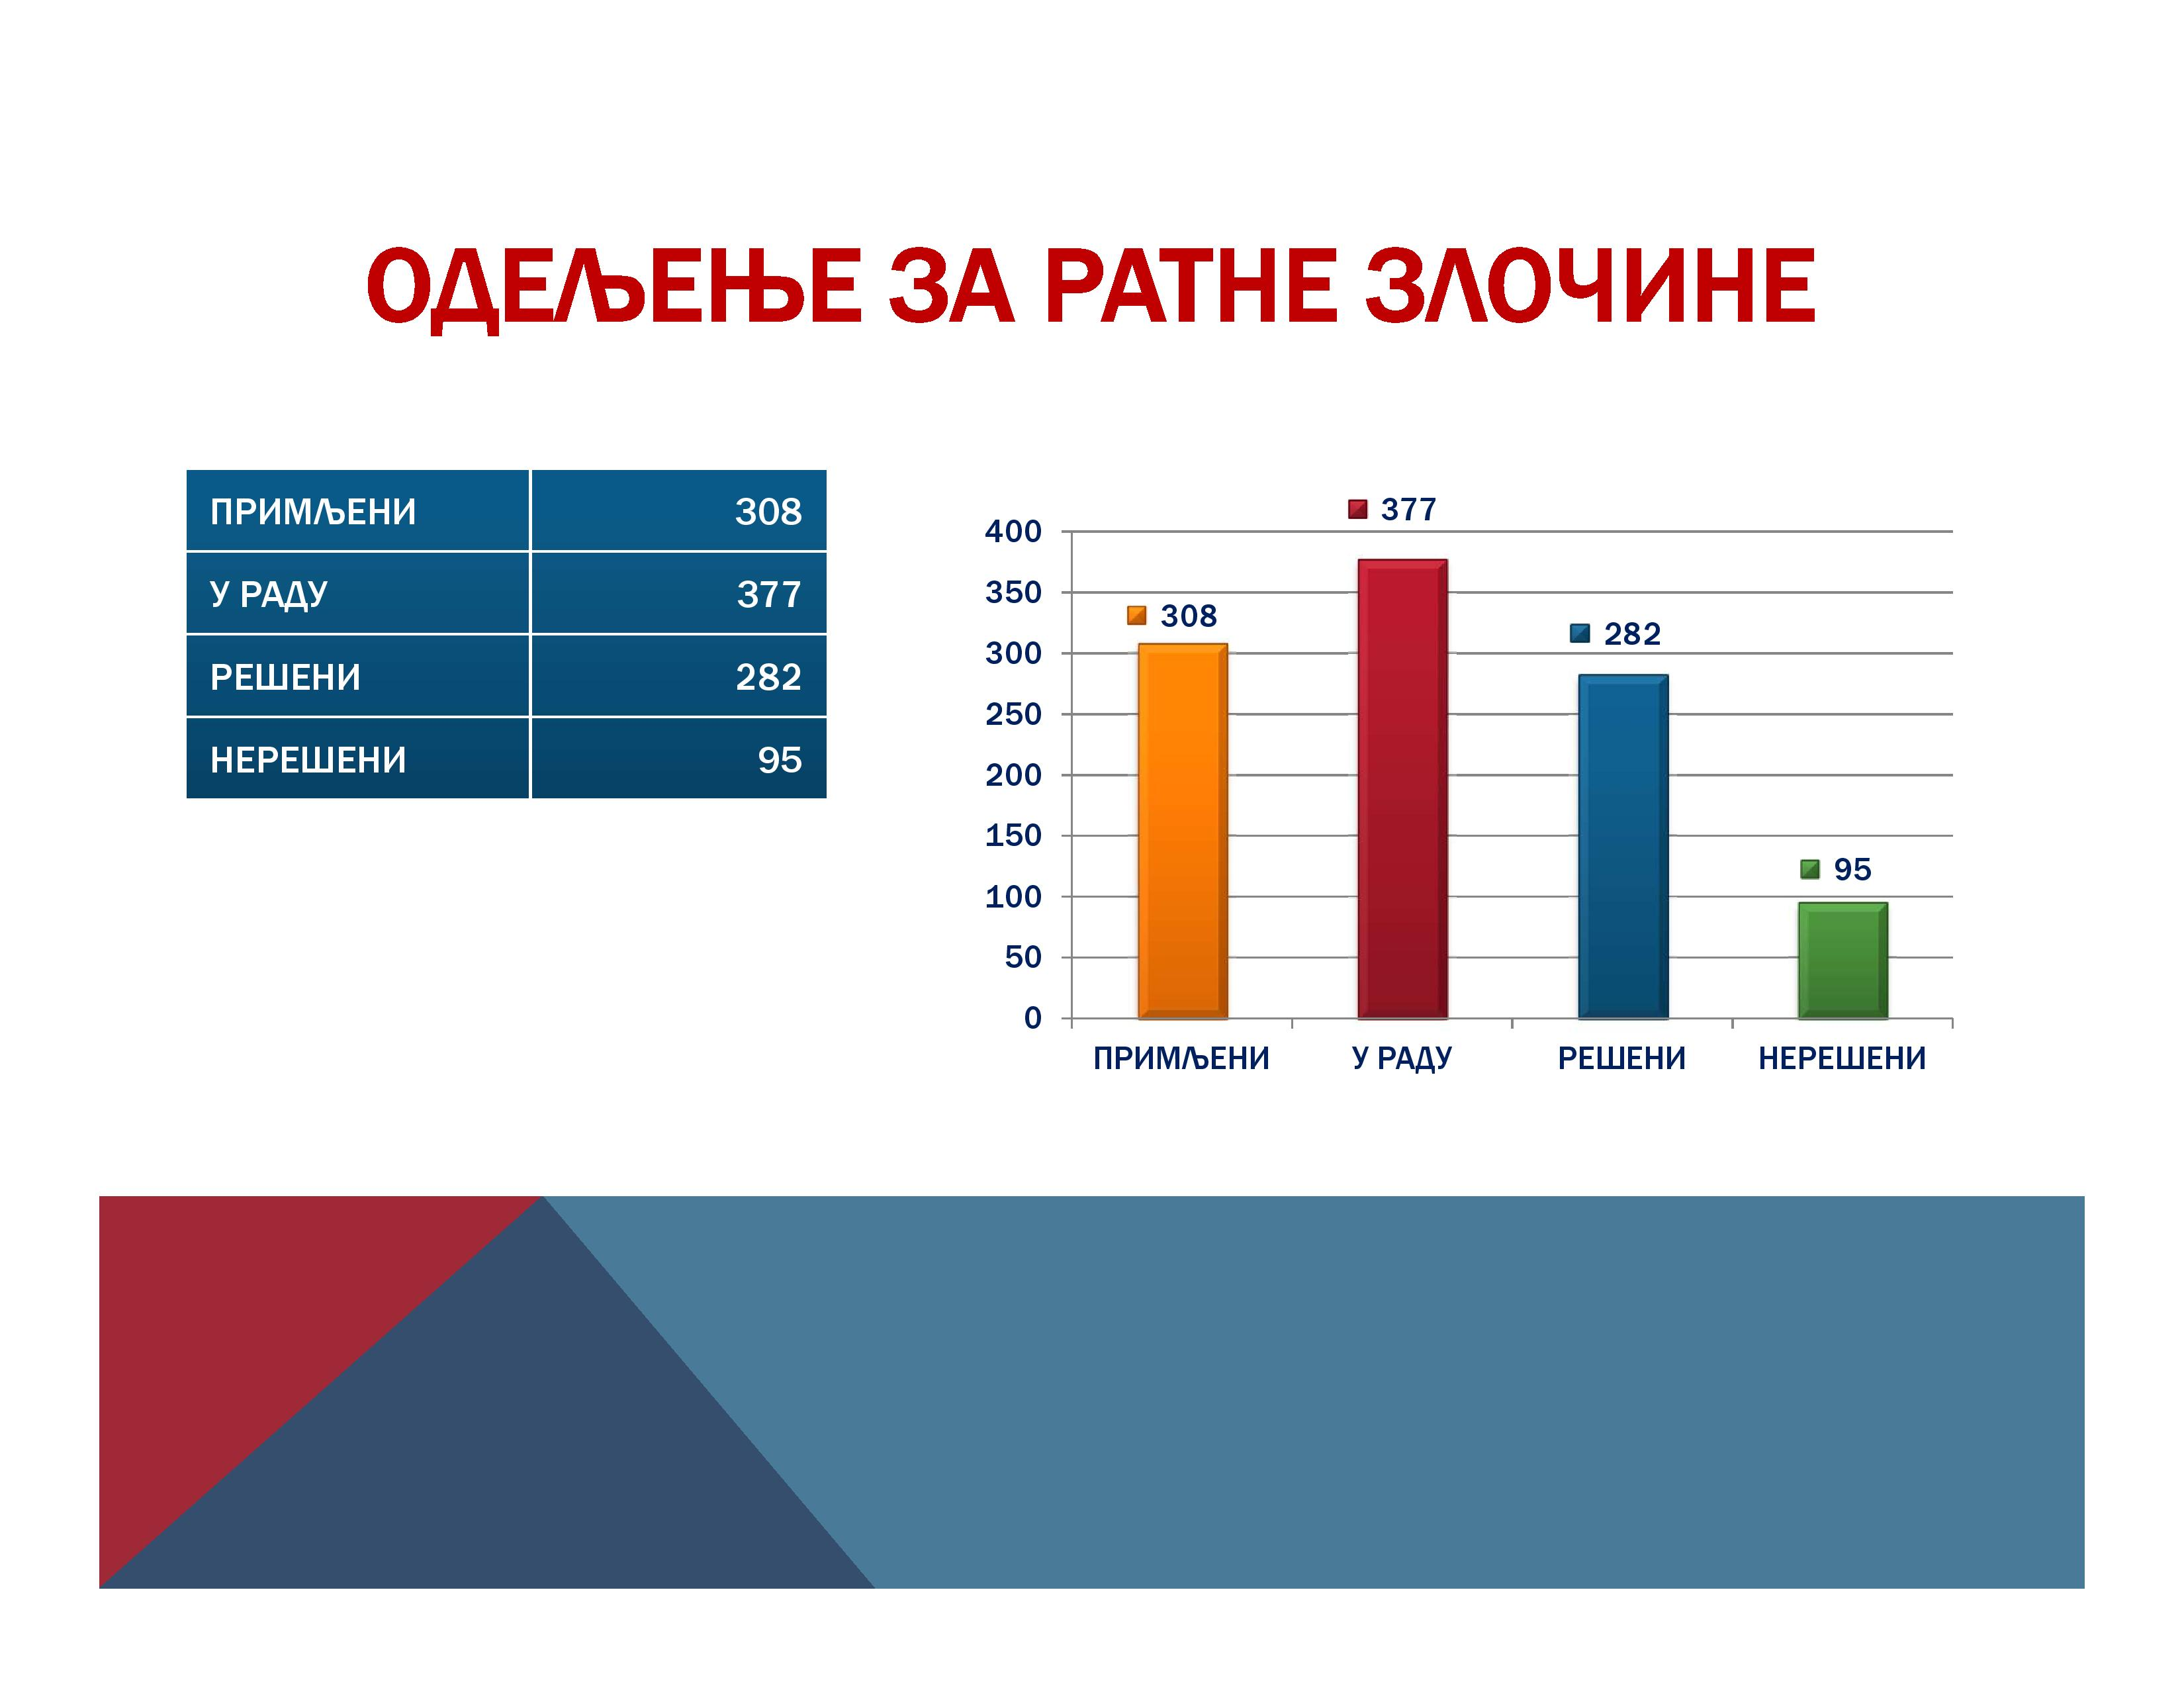 ОДЕЉЕЊЕ ЗА РАТНЕ ЗЛОЧИНЕ
ПРИМЉЕНИ 308
У РАДУ 377
РЕШЕНИ 282
НЕРЕШЕНИ 95
377
400
350
308
282
300
250
200
150
95
100
50
0
ПРИМЉЕНИ У РАДУ РЕШЕНИ НЕРЕШЕНИ